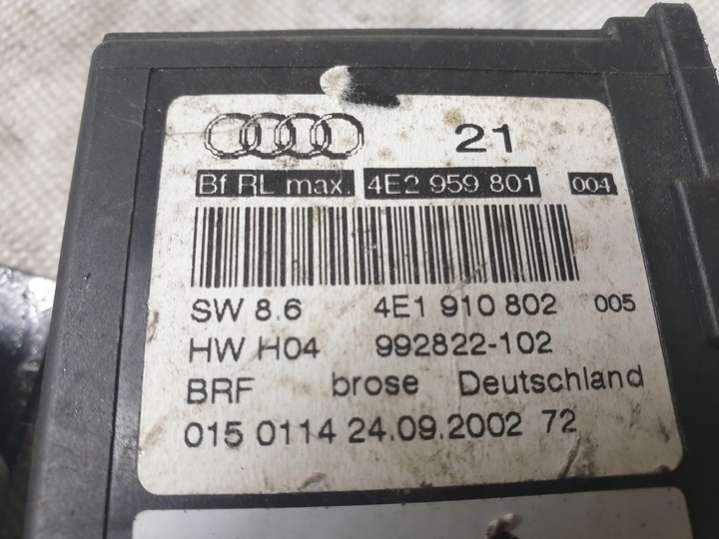 21
Bf RL max. 4E2 959 801 004
SW 8.6 4E1 910 802 005
HW H04 992822-102
BRF brose Deutschland
015 0114 24.09.2002 72